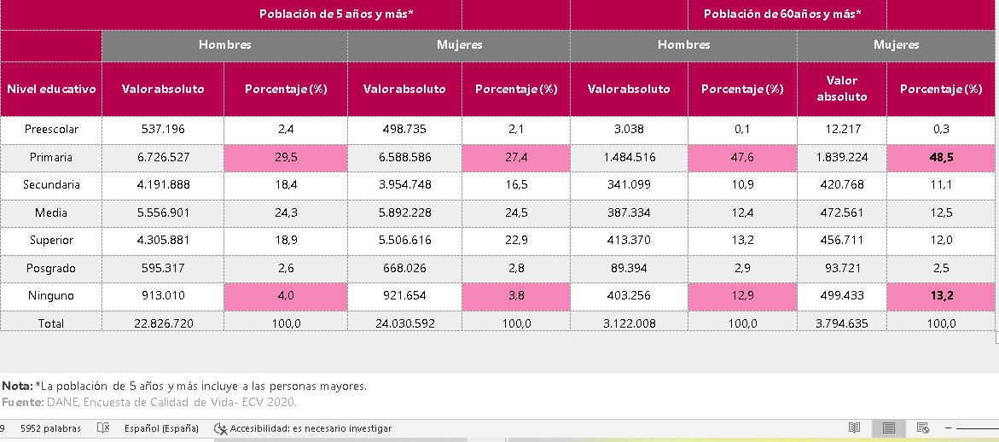 Población de 5 años y más* Población de 60años y más*
Hombres Mujeres Hombres Mujeres
Nivel educativo Valor absoluto Porcentaje (%) Valor absoluto Porcentaje (%) Valor absoluto Porcentaje (%) Valor absoluto Porcentaje (%)
Preescolar 537.196 2,4 498.735 2,1 3.038 0,1 12.217 0,3
Primaria 6.726.527 29,5 6.588.586 27,4 1.484.516 47,6 1.839.224 48,5
Secundaria 4.191.888 18,4 3.954.748 16,5 341.099 10,9 420.768 11,1
Media 5.556.901 24,3 5.892.228 24,5 387.334 12,4 472.561 12,5
Superior 4.305.881 18,9 5.506.616 22,9 413.370 13,2 456.711 12,0
Posgrado 595.317 2,6 668.026 2,8 89.394 2,9 93.721 2,5
Ninguno 913.010 4,0 921.654 3,8 403.256 12,9 499.433 13,2
Total 22.826.720 100,0 24.030.592 100,0 3.122.008 100,0 3.794.635 100,0
Nota: *La población de 5 años y más incluye a las personas mayores.
Fuente: DANE, Encuesta de Calidad de Vida- ECV 2020.
9 5952 palabras Español (España) Accesibilidad: es necesario investigar